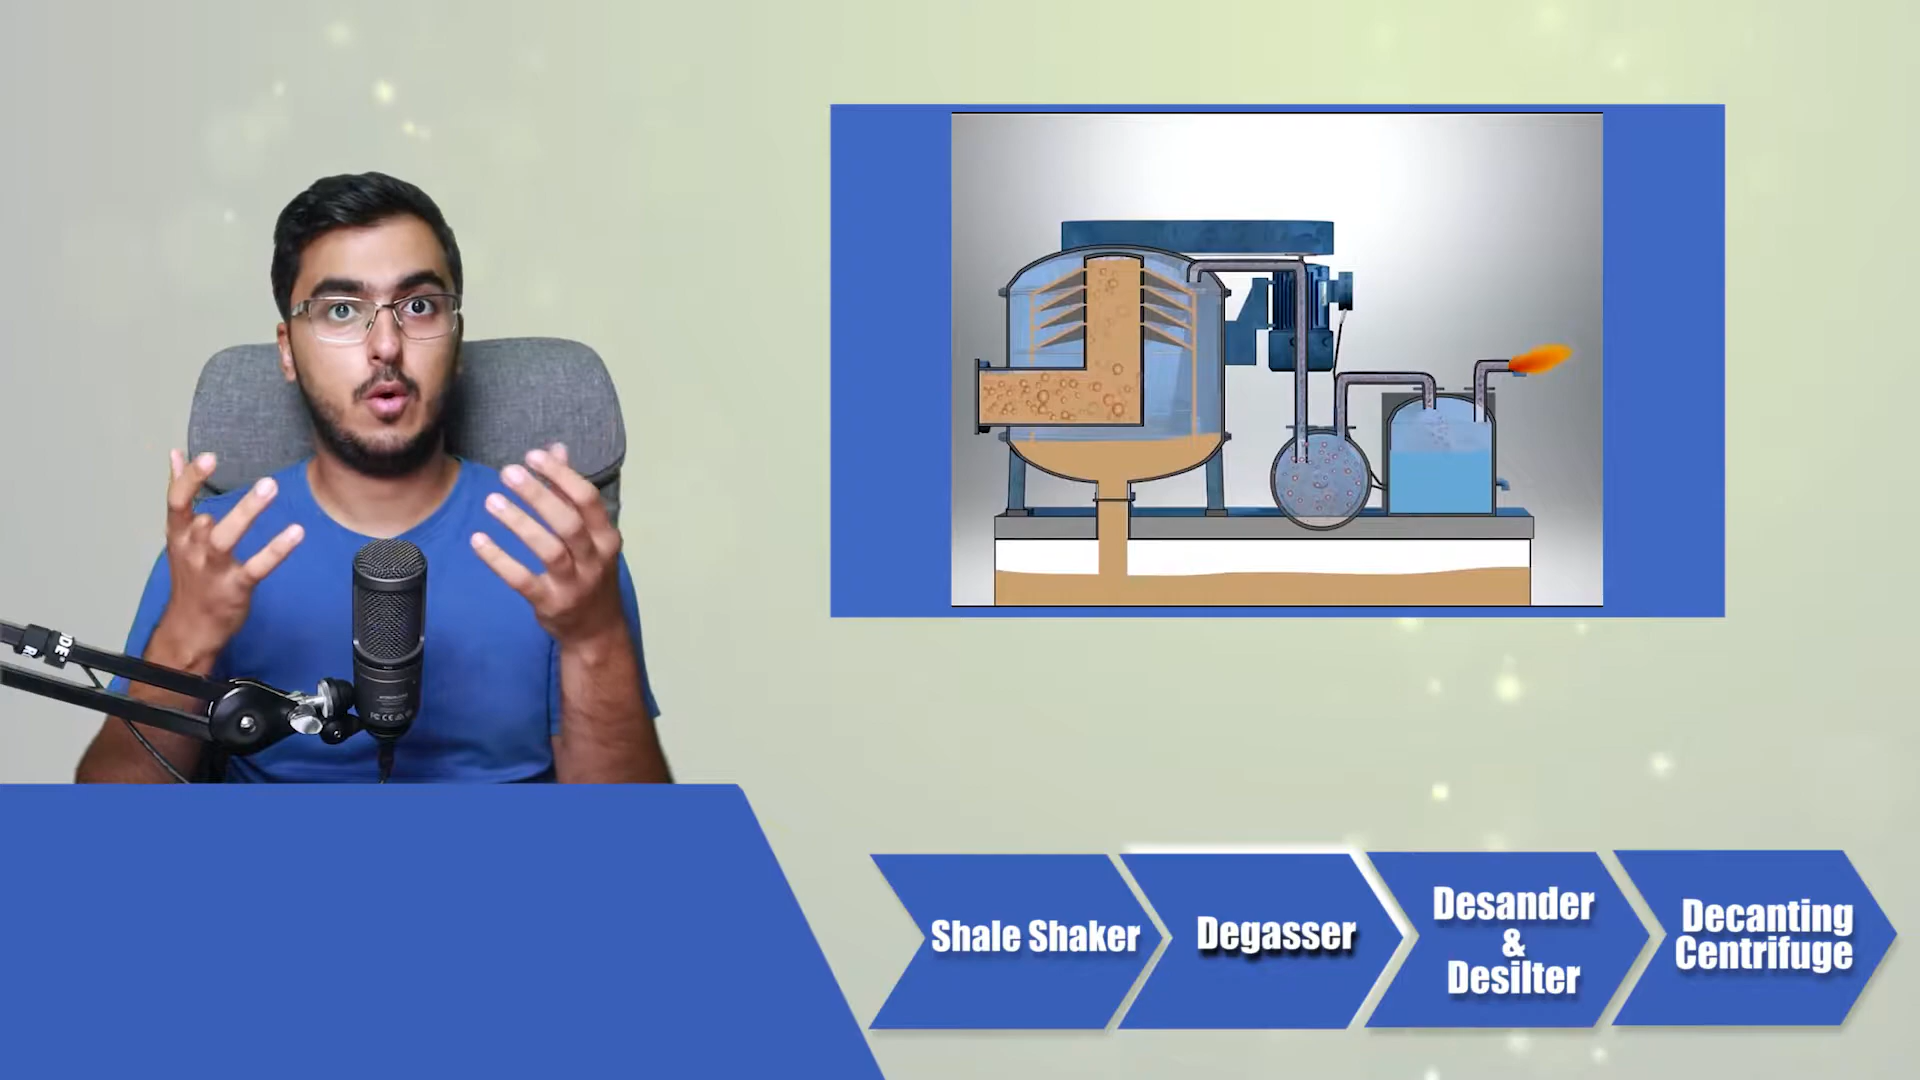 Shale Shaker
Degasser
Desander
&
Desilter
Decanting
Centrifuge